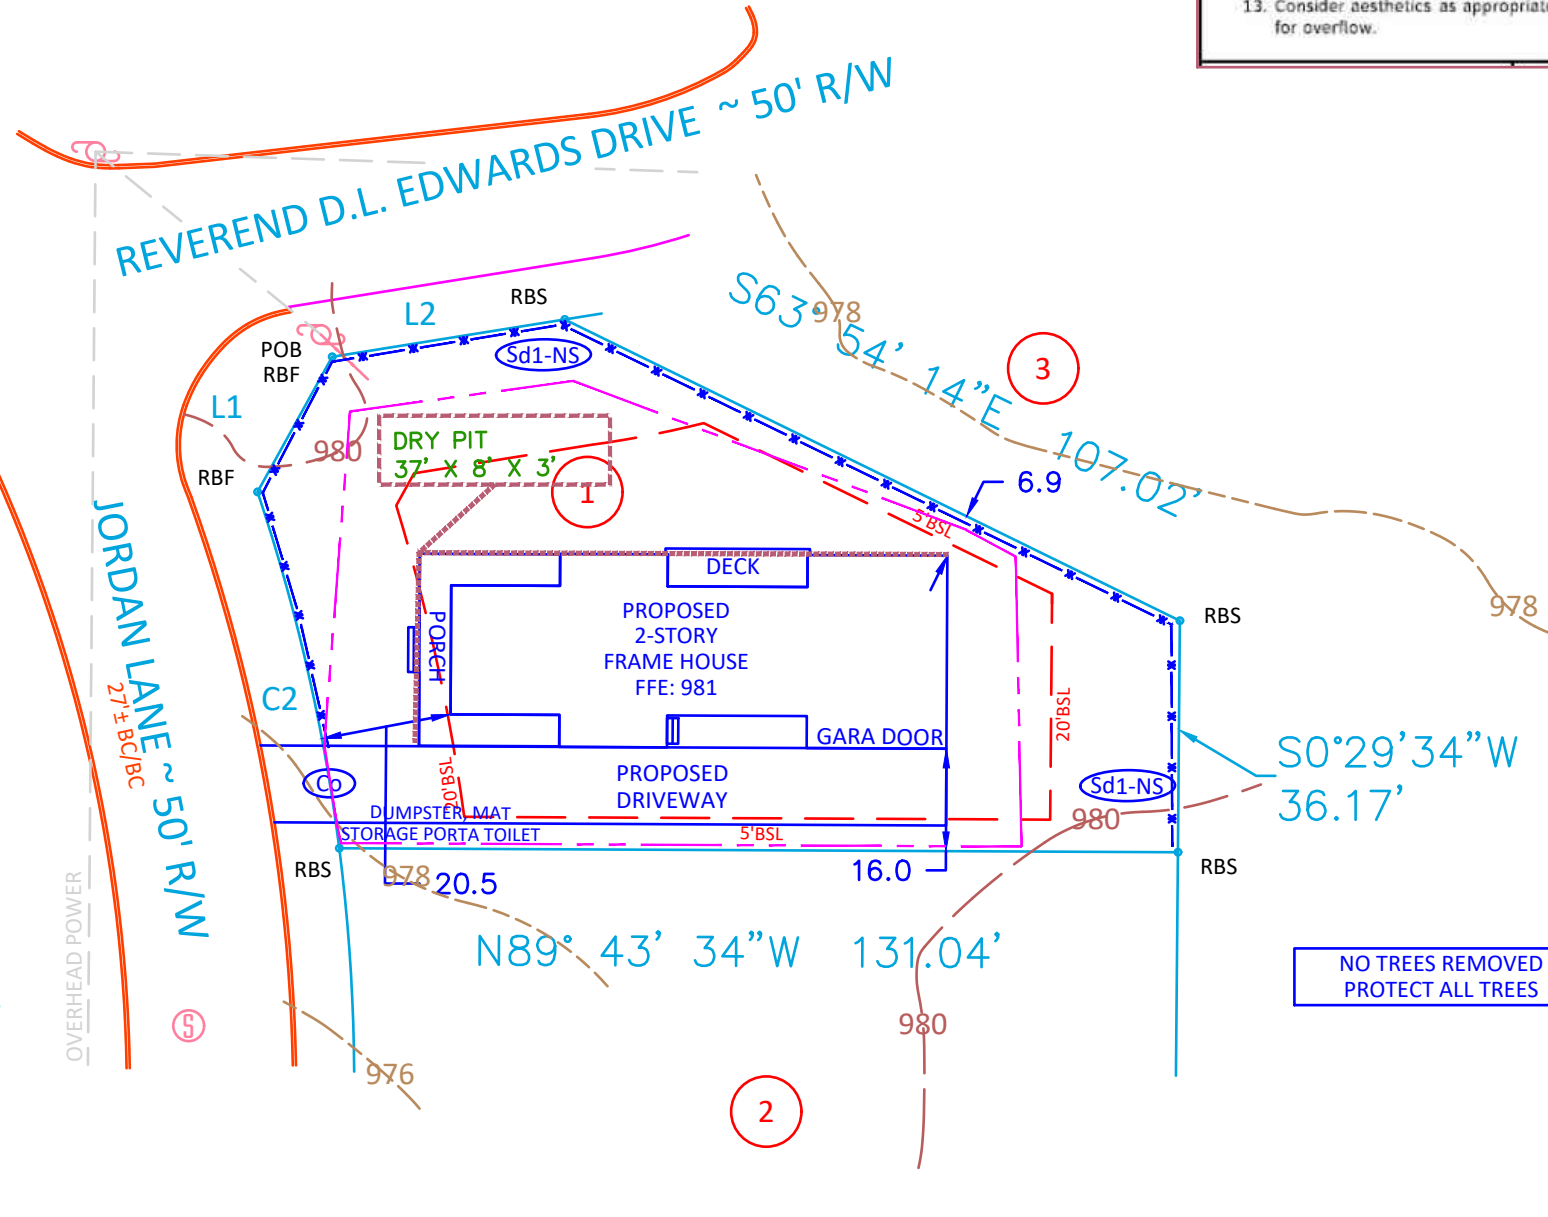 13. Consider aesthetics as appropriate
for overflow.
REVEREND D.L. EDWARDS DRIVE ~ 50' R/W
L2
RBS
POB
RBF
Sd1-NS
S63° 54' 14"E 107.02'
978
3
L1
980
RBF
DRY PIT
37' X 8' X 3'
1
6.9
5'BSL
JORDAN LANE ~ 50' R/W
27'± BC/BC
DECK
PORCH
PROPOSED
2-STORY
FRAME HOUSE
FFE: 981
978
RBS
C2
20'BSL
GARA DOOR
S0°29'34"W
36.17'
Co
20'BSL
PROPOSED
DRIVEWAY
Sd1-NS
DUMPSTER, MAT
STORAGE PORTA TOILET
5'BSL
980
RBS
978
20.5
16.0
RBS
OVERHEAD POWER
N89° 43' 34"W 131.04'
NO TREES REMOVED
PROTECT ALL TREES
S
980
976
2